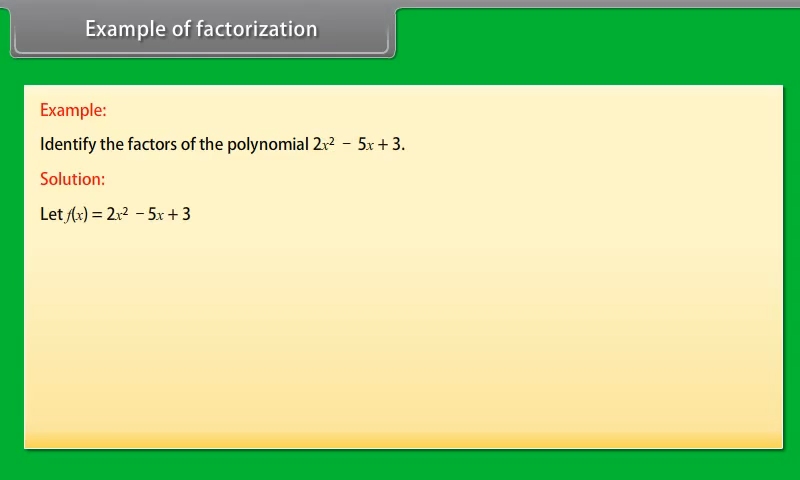 Example of factorization
Example:
Identify the factors of the polynomial 2x² − 5x + 3.
Solution:
Let f(x) = 2x² − 5x + 3